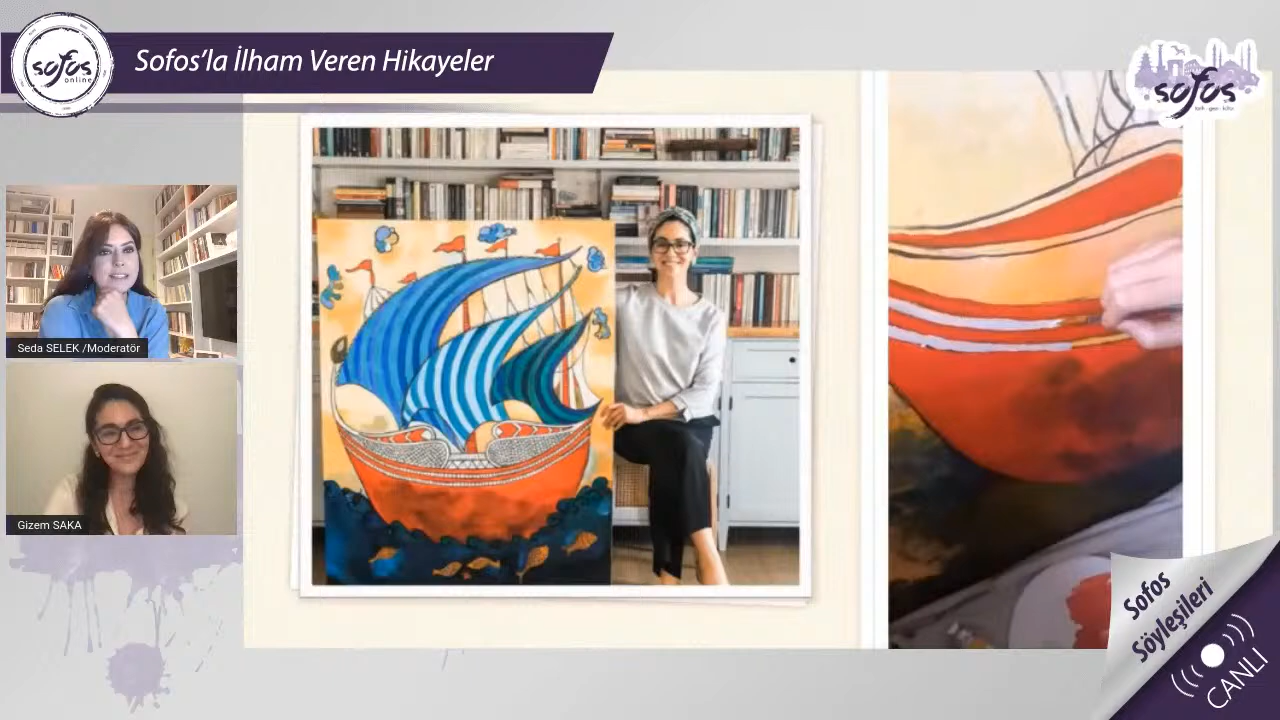 sofos
online
Sofos'la İlham Veren Hikayeler
sofos
Seda SELEK /Moderatör
Gizem SAKA
Sofos
Söyleşileri
CANLI